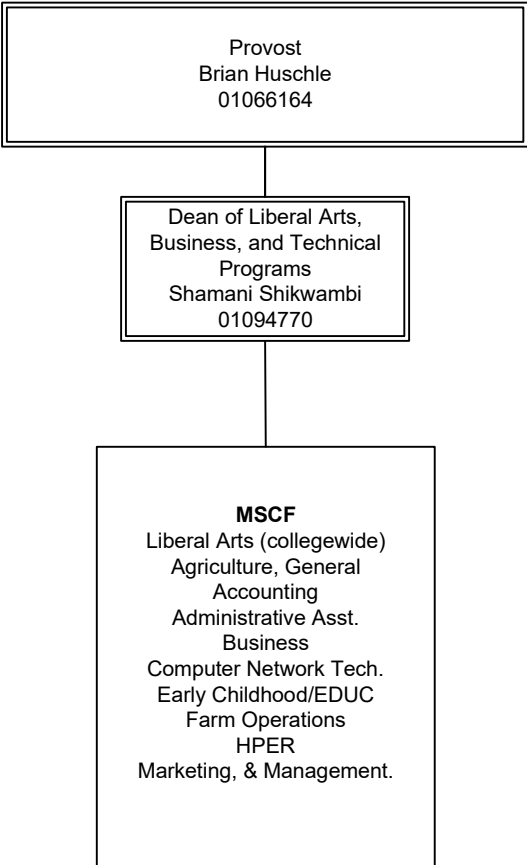 Provost
Brian Huschle
01066164
Dean of Liberal Arts,
Business, and Technical
Programs
Shamani Shikwambi
01094770
MSCF
Liberal Arts (collegewide)
Agriculture, General
Accounting
Administrative Asst.
Business
Computer Network Tech.
Early Childhood/EDUC
Farm Operations
HPER
Marketing, & Management.